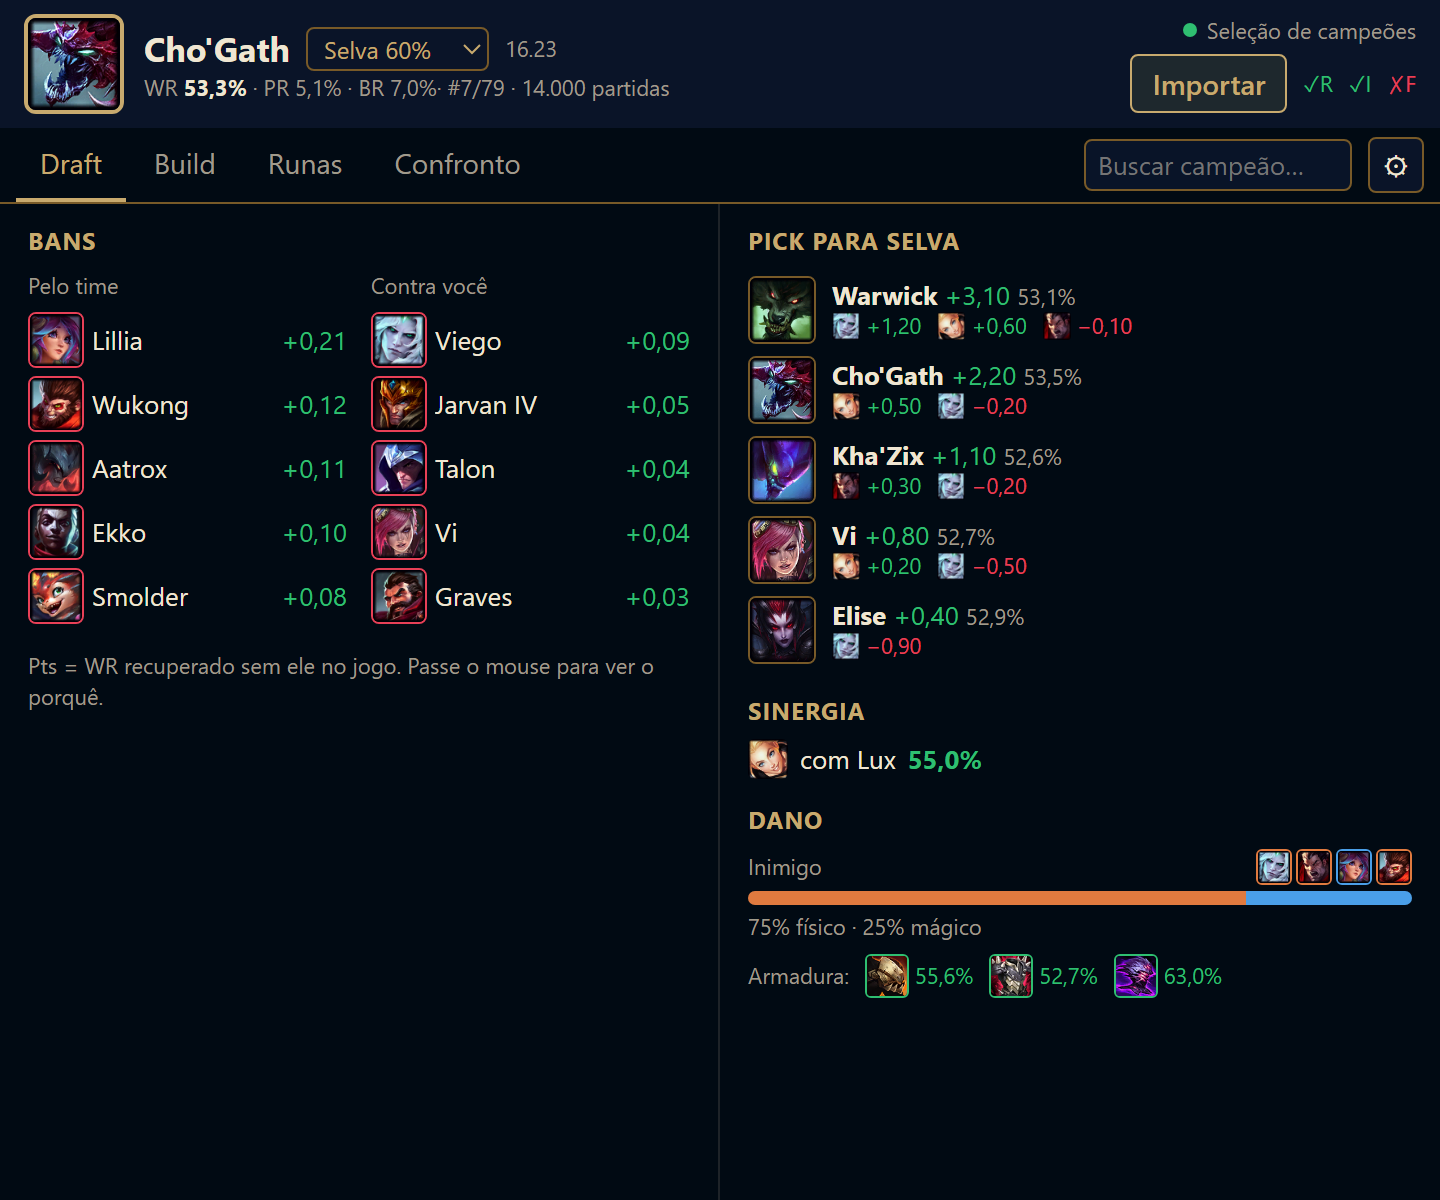 Cho'Gath Selva 60% 16.23
WR 53,3% · PR 5,1% · BR 7,0%· #7/79 · 14.000 partidas
Seleção de campeões
Importar ✓R ✓I ✗F
Draft Build Runas Confronto
Buscar campeão...
BANS
Pelo time
Lillia +0,21
Wukong +0,12
Aatrox +0,11
Ekko +0,10
Smolder +0,08
Contra você
Viego +0,09
Jarvan IV +0,05
Talon +0,04
Vi +0,04
Graves +0,03
Pts = WR recuperado sem ele no jogo. Passe o mouse para ver o
porquê.
PICK PARA SELVA
Warwick +3,10 53,1%
+1,20 +0,60 −0,10
Cho'Gath +2,20 53,5%
+0,50 −0,20
Kha'Zix +1,10 52,6%
+0,30 −0,20
Vi +0,80 52,7%
+0,20 −0,50
Elise +0,40 52,9%
−0,90
SINERGIA
com Lux 55,0%
DANO
Inimigo
75% físico · 25% mágico
Armadura: 55,6% 52,7% 63,0%